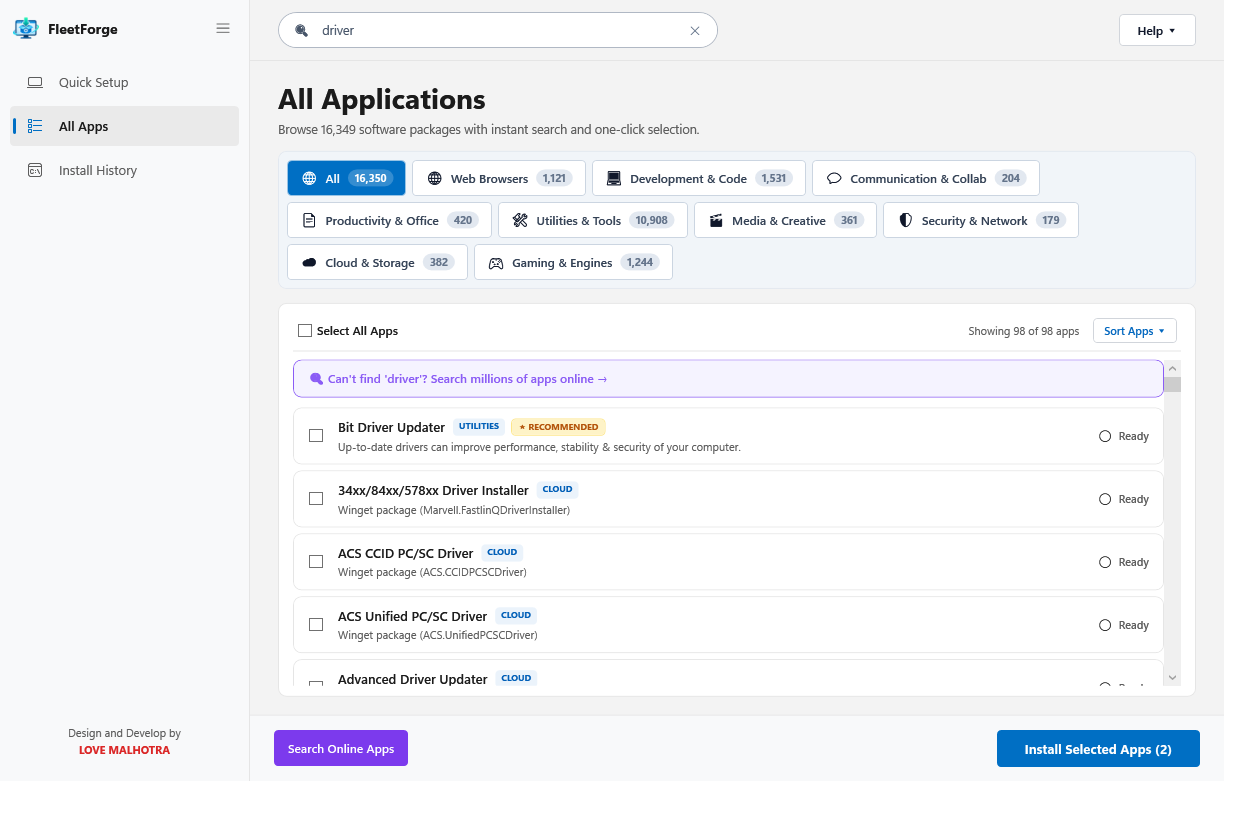 FleetForge
driver
Help
Quick Setup
All Apps
Install History
All Applications
Browse 16,349 software packages with instant search and one-click selection.
All 16,350
Web Browsers 1,121
Development & Code 1,531
Communication & Collab 204
Productivity & Office 420
Utilities & Tools 10,908
Media & Creative 361
Security & Network 179
Cloud & Storage 382
Gaming & Engines 1,244
Select All Apps
Showing 98 of 98 apps
Sort Apps
Can't find 'driver'? Search millions of apps online →
Bit Driver Updater UTILITIES ★ RECOMMENDED
Up-to-date drivers can improve performance, stability & security of your computer.
Ready
34xx/84xx/578xx Driver Installer CLOUD
Winget package (Marvell.FastlinQDriverInstaller)
Ready
ACS CCID PC/SC Driver CLOUD
Winget package (ACS.CCIDPCSCDriver)
Ready
ACS Unified PC/SC Driver CLOUD
Winget package (ACS.UnifiedPCSCDriver)
Ready
Advanced Driver Updater CLOUD
Design and Develop by
LOVE MALHOTRA
Search Online Apps
Install Selected Apps (2)